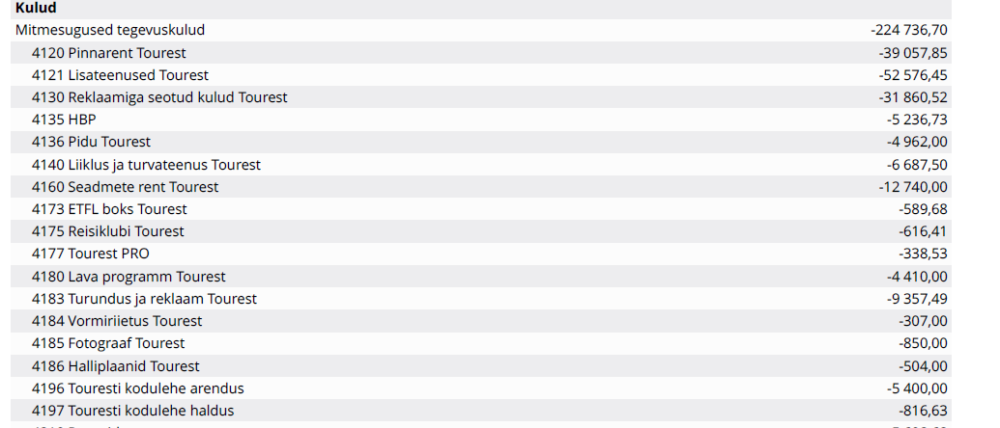 Kulud
Mitmesugused tegevuskulud -224 736,70
4120 Pinnarent Tourest -39 057,85
4121 Lisateenused Tourest -52 576,45
4130 Reklaamiga seotud kulud Tourest -31 860,52
4135 HBP -5 236,73
4136 Pidu Tourest -4 962,00
4140 Liiklus ja turvateenus Tourest -6 687,50
4160 Seadmete rent Tourest -12 740,00
4173 ETFL boks Tourest -589,68
4175 Reisiklubi Tourest -616,41
4177 Tourest PRO -338,53
4180 Lava programm Tourest -4 410,00
4183 Turundus ja reklaam Tourest -9 357,49
4184 Vormiriietus Tourest -307,00
4185 Fotograaf Tourest -850,00
4186 Halliplaanid Tourest -504,00
4196 Touresti kodulehe arendus -5 400,00
4197 Touresti kodulehe haldus -816,63